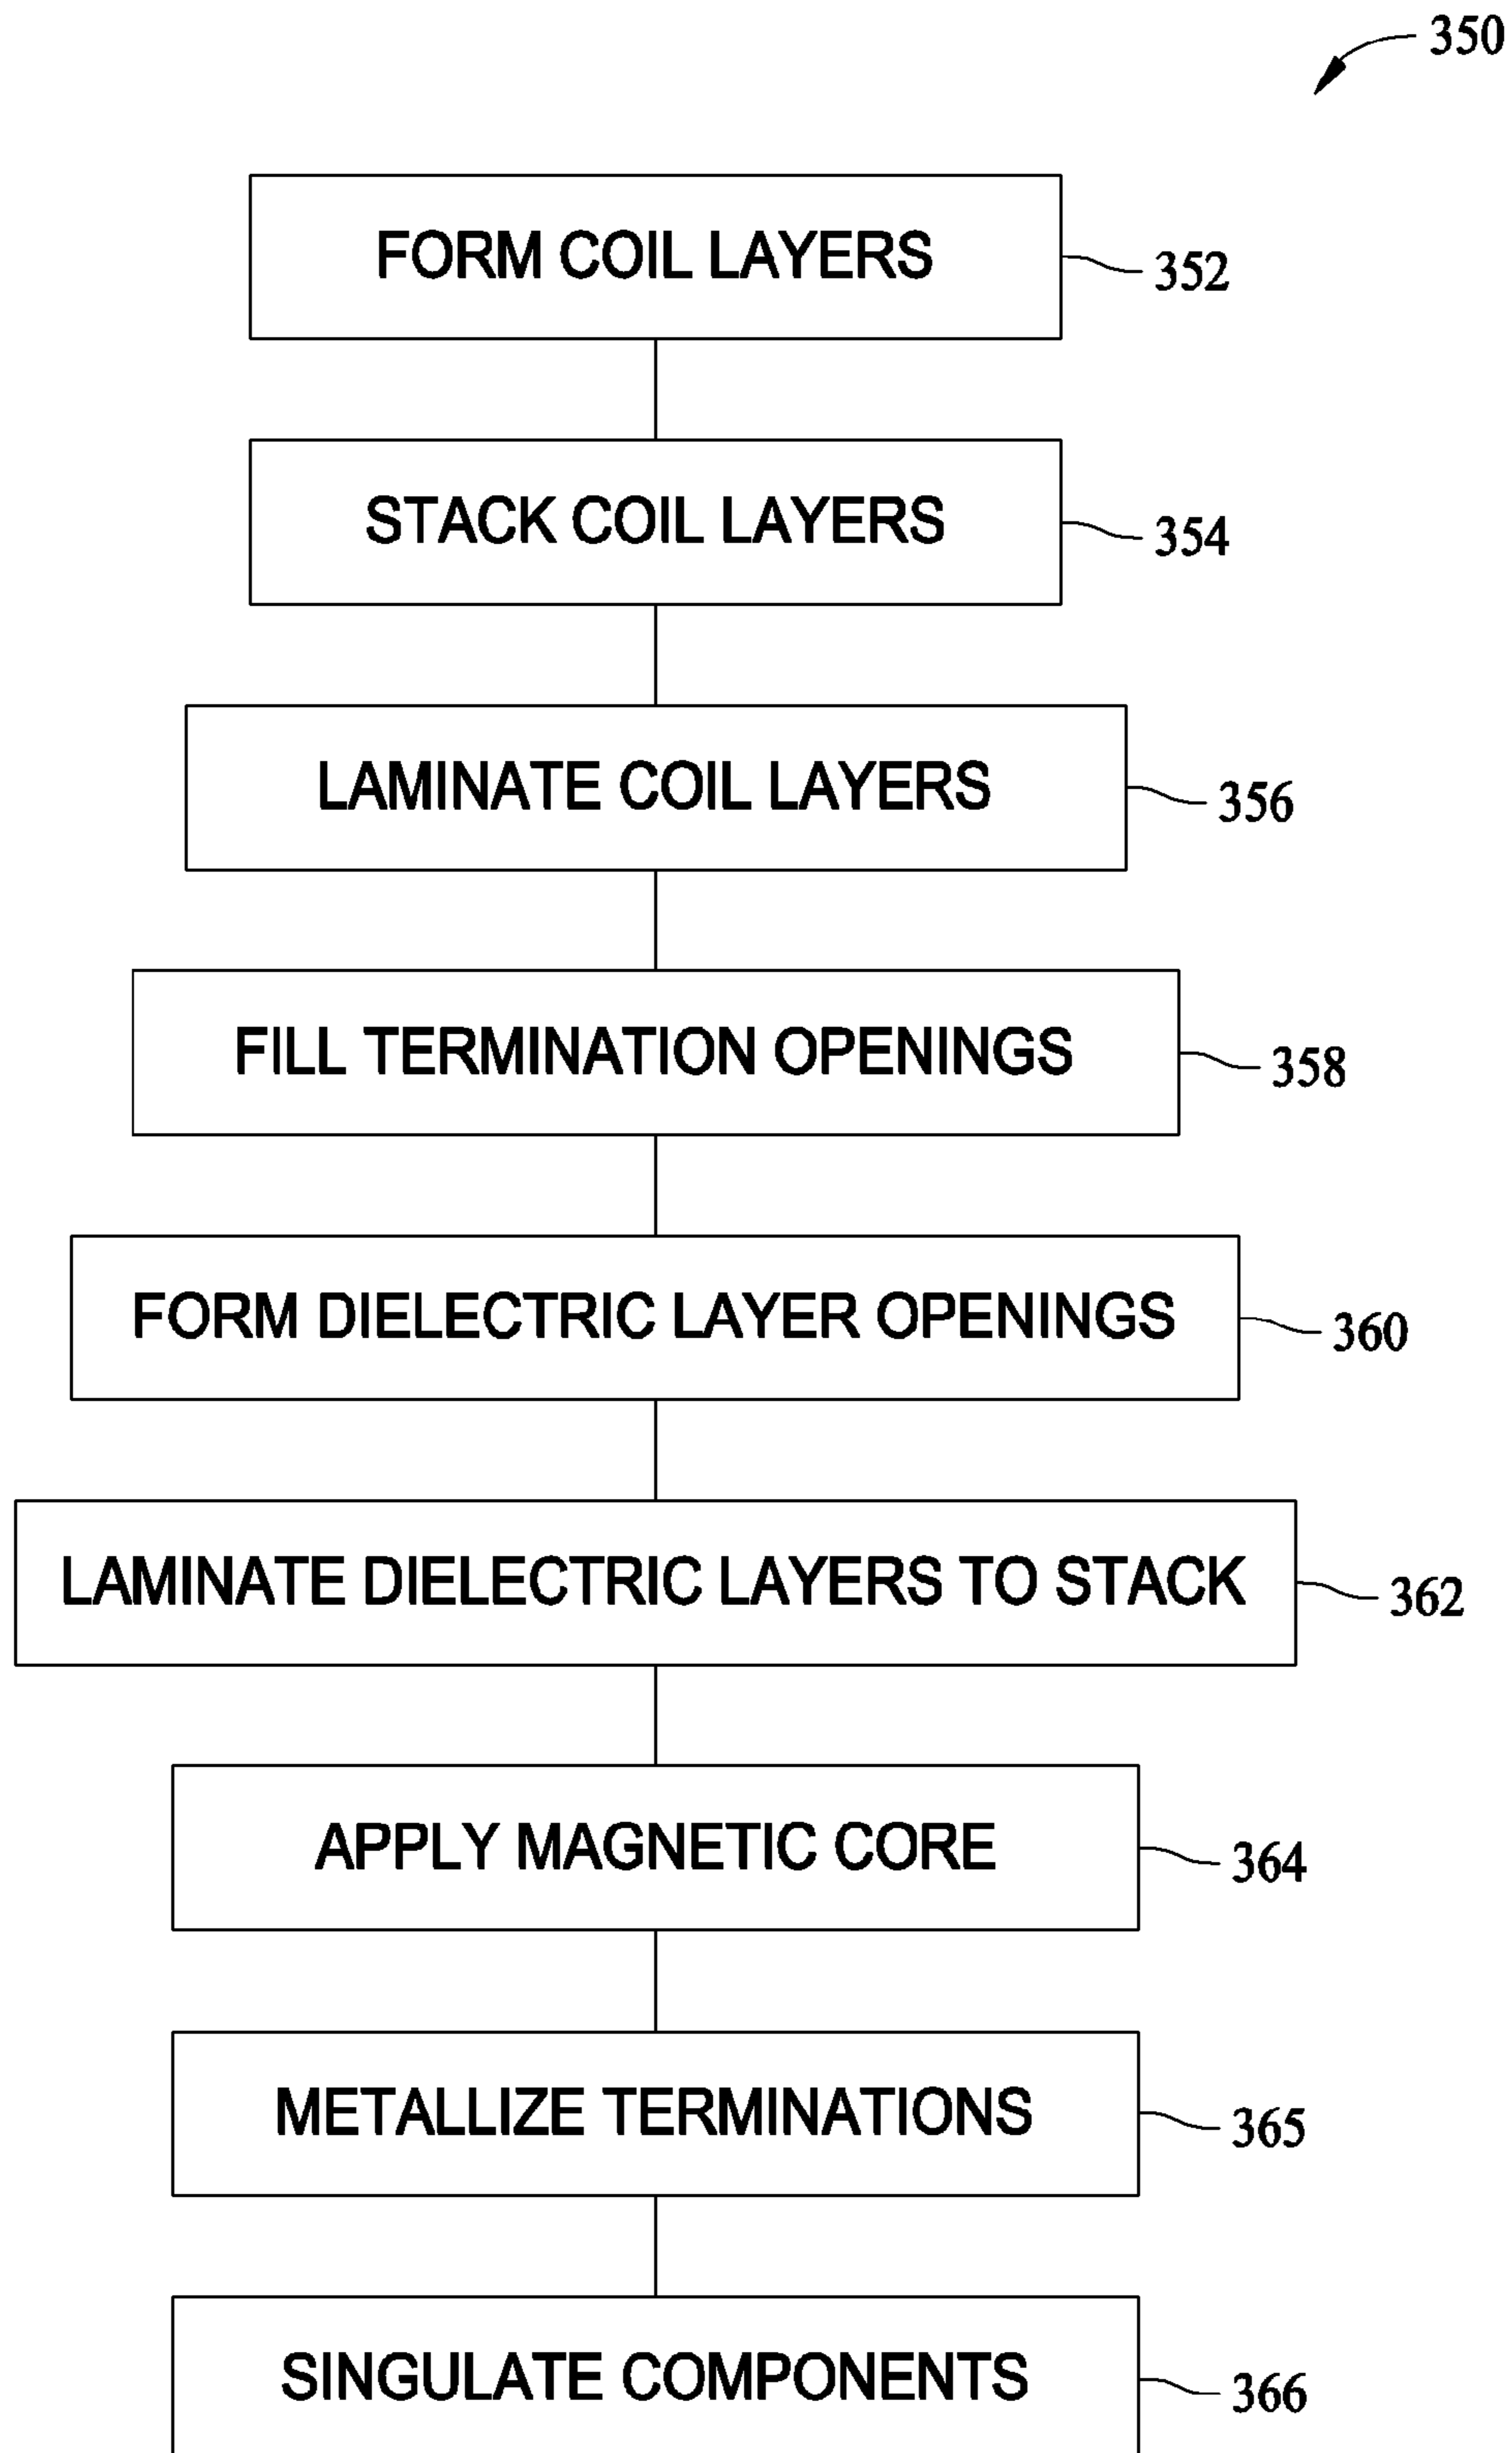 350
FORM COIL LAYERS
352
STACK COIL LAYERS
354
LAMINATE COIL LAYERS
356
FILL TERMINATION OPENINGS
358
FORM DIELECTRIC LAYER OPENINGS
360
LAMINATE DIELECTRIC LAYERS TO STACK
362
APPLY MAGNETIC CORE
364
METALLIZE TERMINATIONS
365
SINGULATE COMPONENTS
366